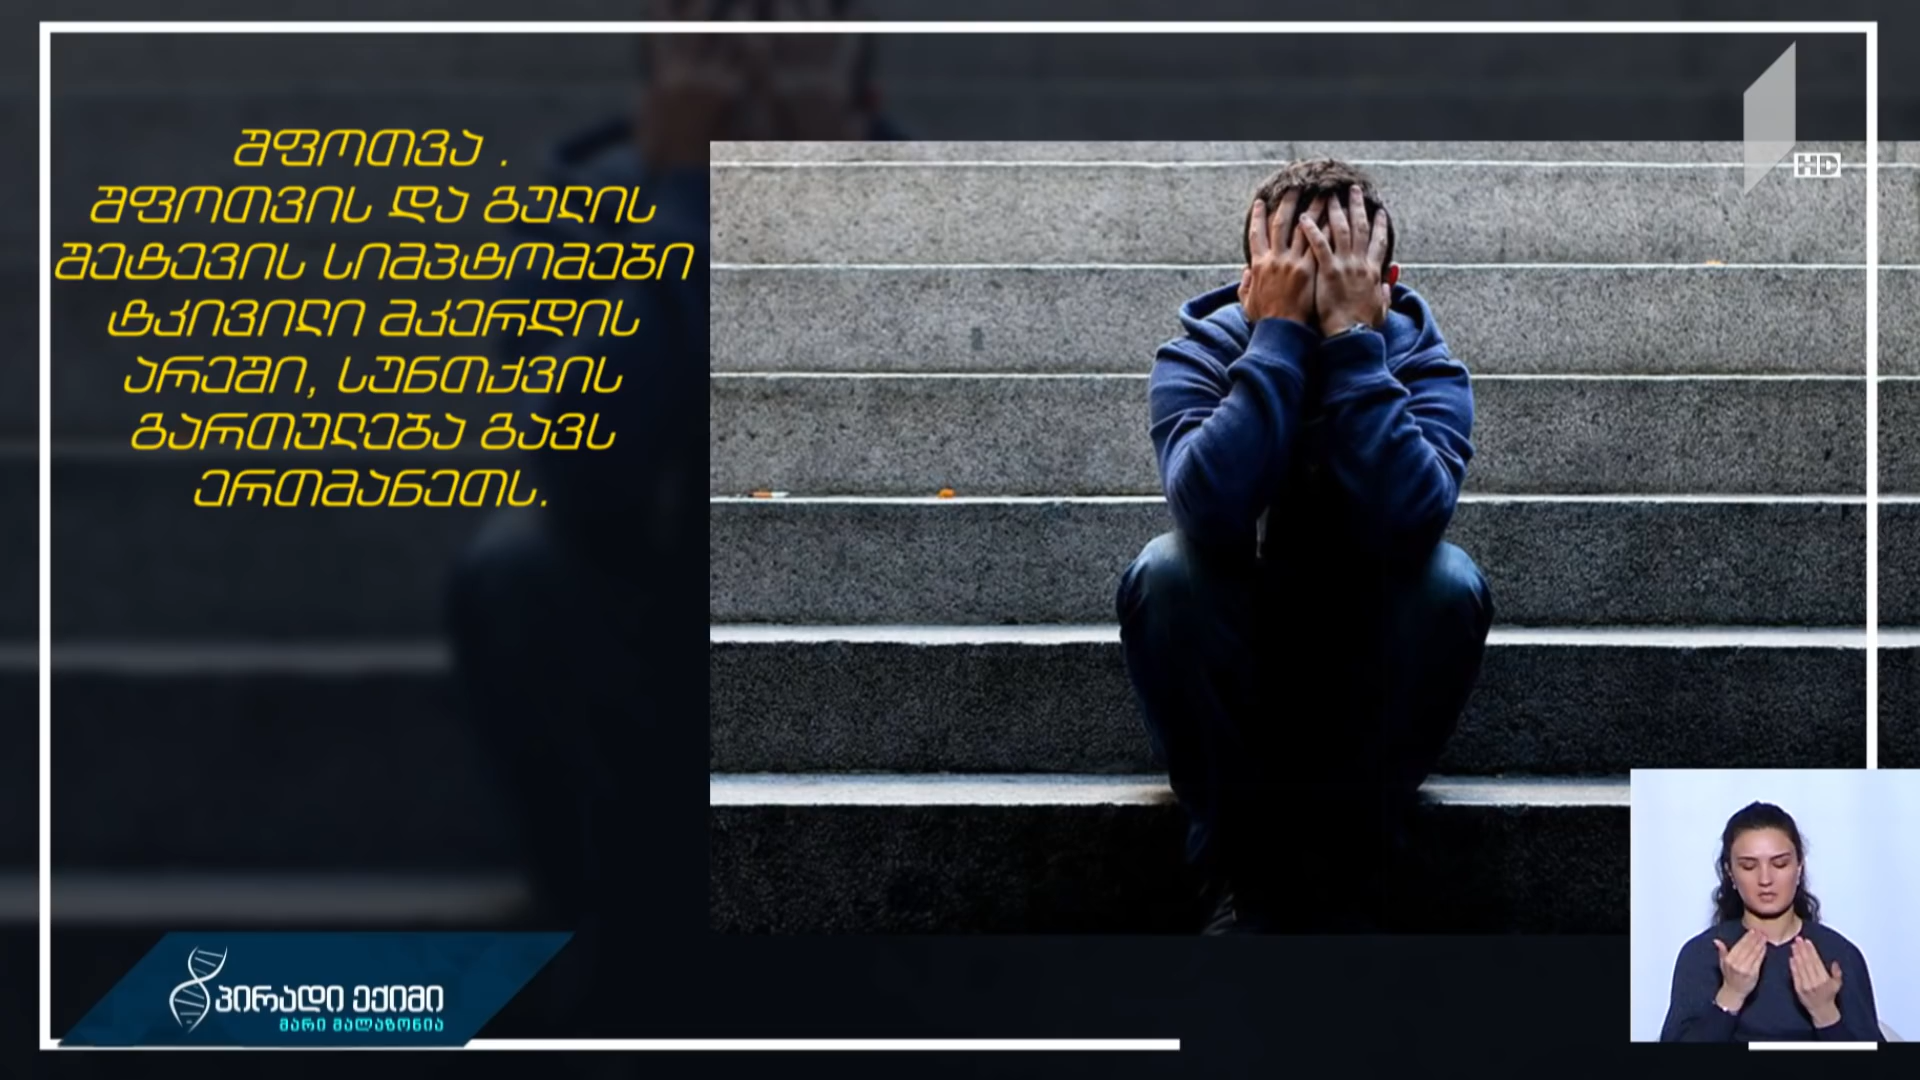 შფოთვა .
შფოთვის და გულის
შეტევის სიმპტომები
ტკივილი მკერდის
არეში, სუნთქვის
გართულება გავს
ერთმანეთს.
HD
პირადი ექიმი
მარი მალაზონია